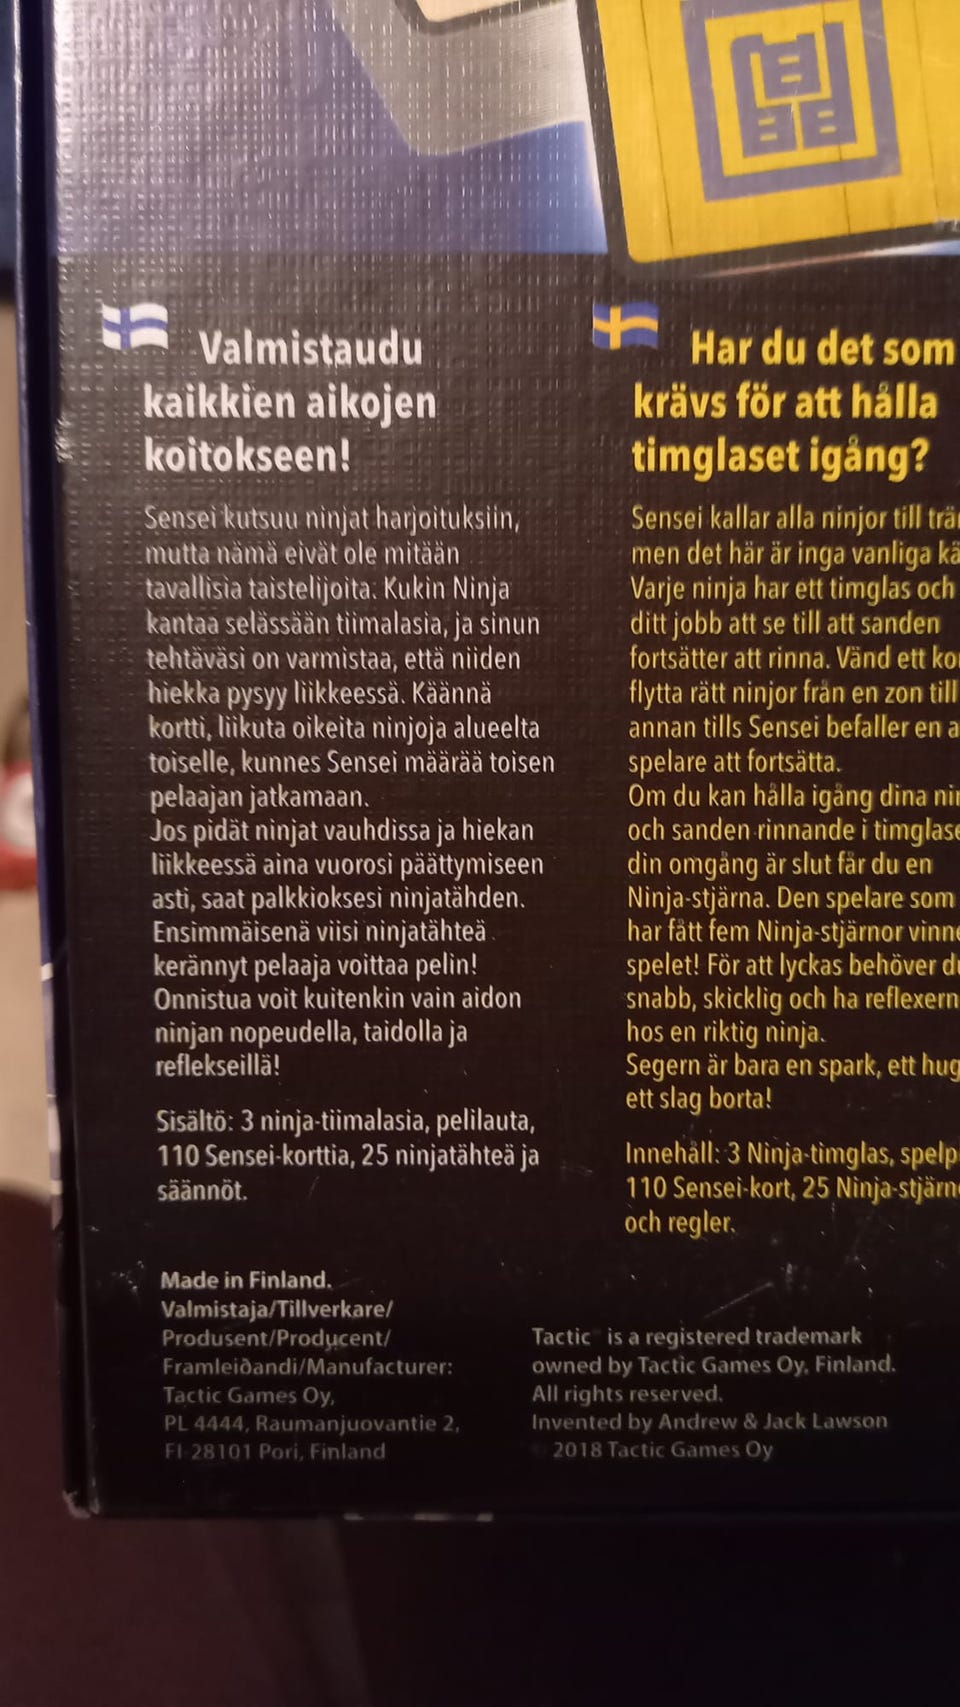 Valmistaudu
kaikkien aikojen
koitokseen!
Sensei kutsuu ninjat harjoituksiin,
mutta nämä eivät ole mitään
tavallisia taistelijoita. Kukin Ninja
kantaa selässään tiimalasia, ja sinun
tehtäväsi on varmistaa, että niiden
hiekka pysyy liikkeessä. Käännä
kortti, liikuta oikeita ninjoja alueelta
toiselle, kunnes Sensei määrää toisen
pelaajan jatkamaan.
Jos pidät ninjat vauhdissa ja hiekan
liikkeessä aina vuorosi päättymiseen
asti, saat palkkioksesi ninjatähden.
Ensimmäisenä viisi ninjatähteä
kerännyt pelaaja voittaa pelin!
Onnistua voit kuitenkin vain aidon
ninjan nopeudella, taidolla ja
reflekseillä!
Sisältö: 3 ninja-tiimalasia, pelilauta,
110 Sensei-korttia, 25 ninjatähteä ja
säännöt.
Har du det som
krävs för att hålla
timglaset igång?
Sensei kallar alla ninjor till
men det här är inga vanliga
Varje ninja har ett timglas och
ditt jobb att se till att sanden
fortsätter att rinna. Vänd ett
flytta rätt ninjor från en zon till
annan tills Sensei befaller en
spelare att fortsätta.
Om du kan hålla igång dina
och sanden rinnande i
din omgång är slut får du en
Ninja-stjärna. Den spelare som
har fått fem Ninja-stjärnor
spelet! För att lyckas behöver
snabb, skicklig och ha
hos en riktig ninja.
Segern är bara en spark, ett
ett slag borta!
Innehåll: 3 Ninja-timglas,
110 Sensei-kort, 25
och regler.
Made in Finland.
Valmistaja/Tillverkare/
Produsent/Producent/
Framleiðandi/Manufacturer:
Tactic Games Oy,
PL 4444, Raumanjuovantie 2,
FI-28101 Pori, Finland
Tactic is a registered trademark
owned by Tactic Games Oy, Finland.
All rights reserved.
Invented by Andrew & Jack Lawson
2018 Tactic Games Oy